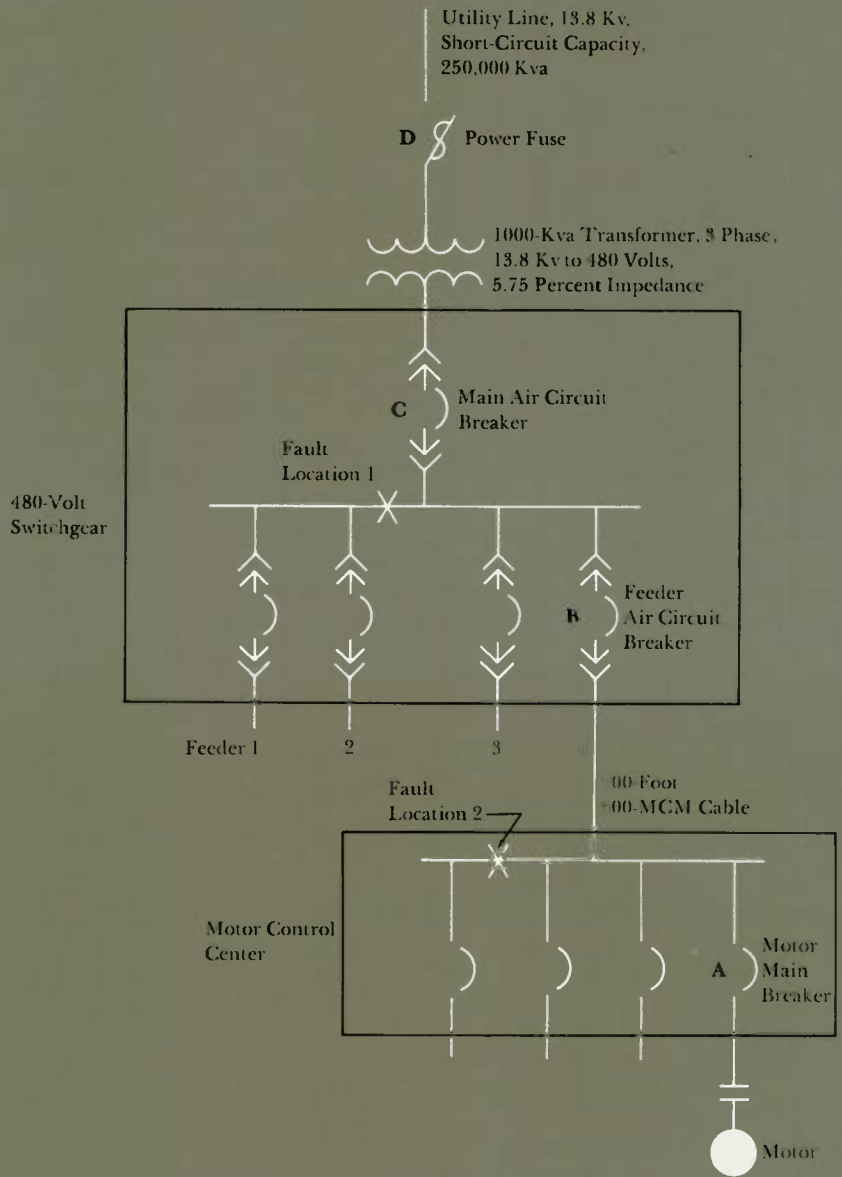 Utility Line, 13.8 Kv,
Short-Circuit Capacity,
250,000 Kva
D
Power Fuse
1000-Kva Transformer, 3 Phase,
13.8 Kv to 480 Volts,
5.75 Percent Impedance
C
Main Air Circuit
Breaker
Fault
Location 1
480-Volt
Switchgear
B
Feeder
Air Circuit
Breaker
Feeder 1
2
3
Fault
Location 2
00-Foot
00-MCM Cable
Motor Control
Center
A
Motor
Main
Breaker
Motor